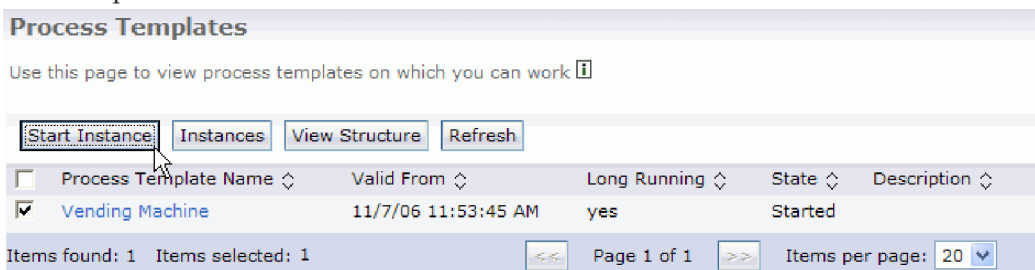 Process Templates
Use this page to view process templates on which you can work
Start Instance Instances View Structure Refresh
Process Template Name Valid From Long Running State Description
Vending Machine 11/7/06 11:53:45 AM yes Started
Items found: 1 Items selected: 1 << Page 1 of 1 >> Items per page: 20